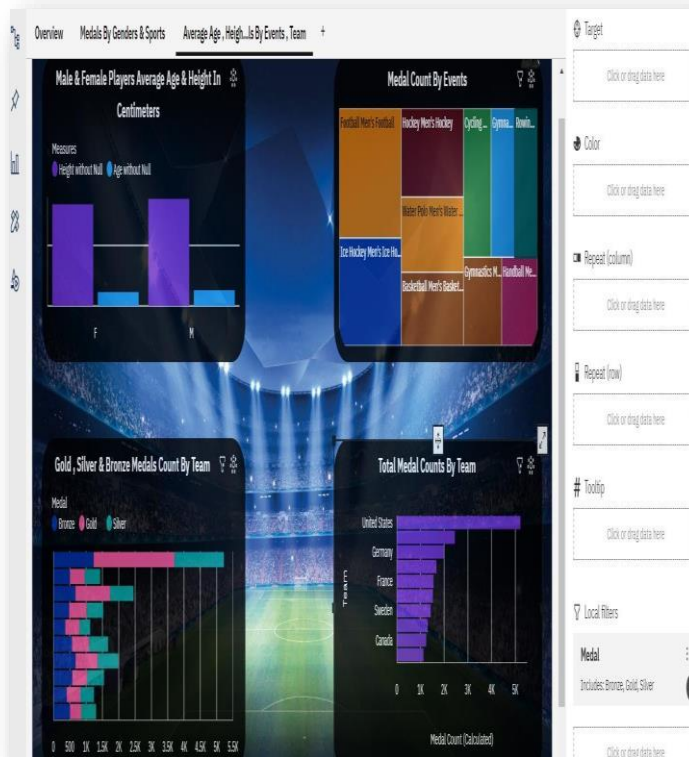 Overview Medals By Genders & Sports Average Age , Heigh...ls By Events , Team +
Male & Female Players Average Age & Height In
Centimeters
Measures
Height without Null Age without Null
F M
Medal Count By Events
Football Men's Football
Hockey Men's Hockey
Cycling ...
Gymna...
Rowin...
Water Polo Men's Water ...
Ice Hockey Men's Ice Ho...
Basketball Men's Basket...
Gymnastics M...
Handball Me...
Gold , Silver & Bronze Medals Count By Team
Medal
Bronze Gold Silver
0 500 1K 1.5K 2K 2.5K 3K 3.5K 4K 4.5K 5K 5.5K
Total Medal Counts By Team
Team
United States
Germany
France
Sweden
Canada
0 1K 2K 3K 4K 5K
Medal Count (Calculated)
Target
Click or drag data here
Color
Click or drag data here
Repeat (column)
Click or drag data here
Repeat (row)
Click or drag data here
# Tooltip
Click or drag data here
Local filters
Medal
Includes: Bronze, Gold, Silver
Click or drag data here